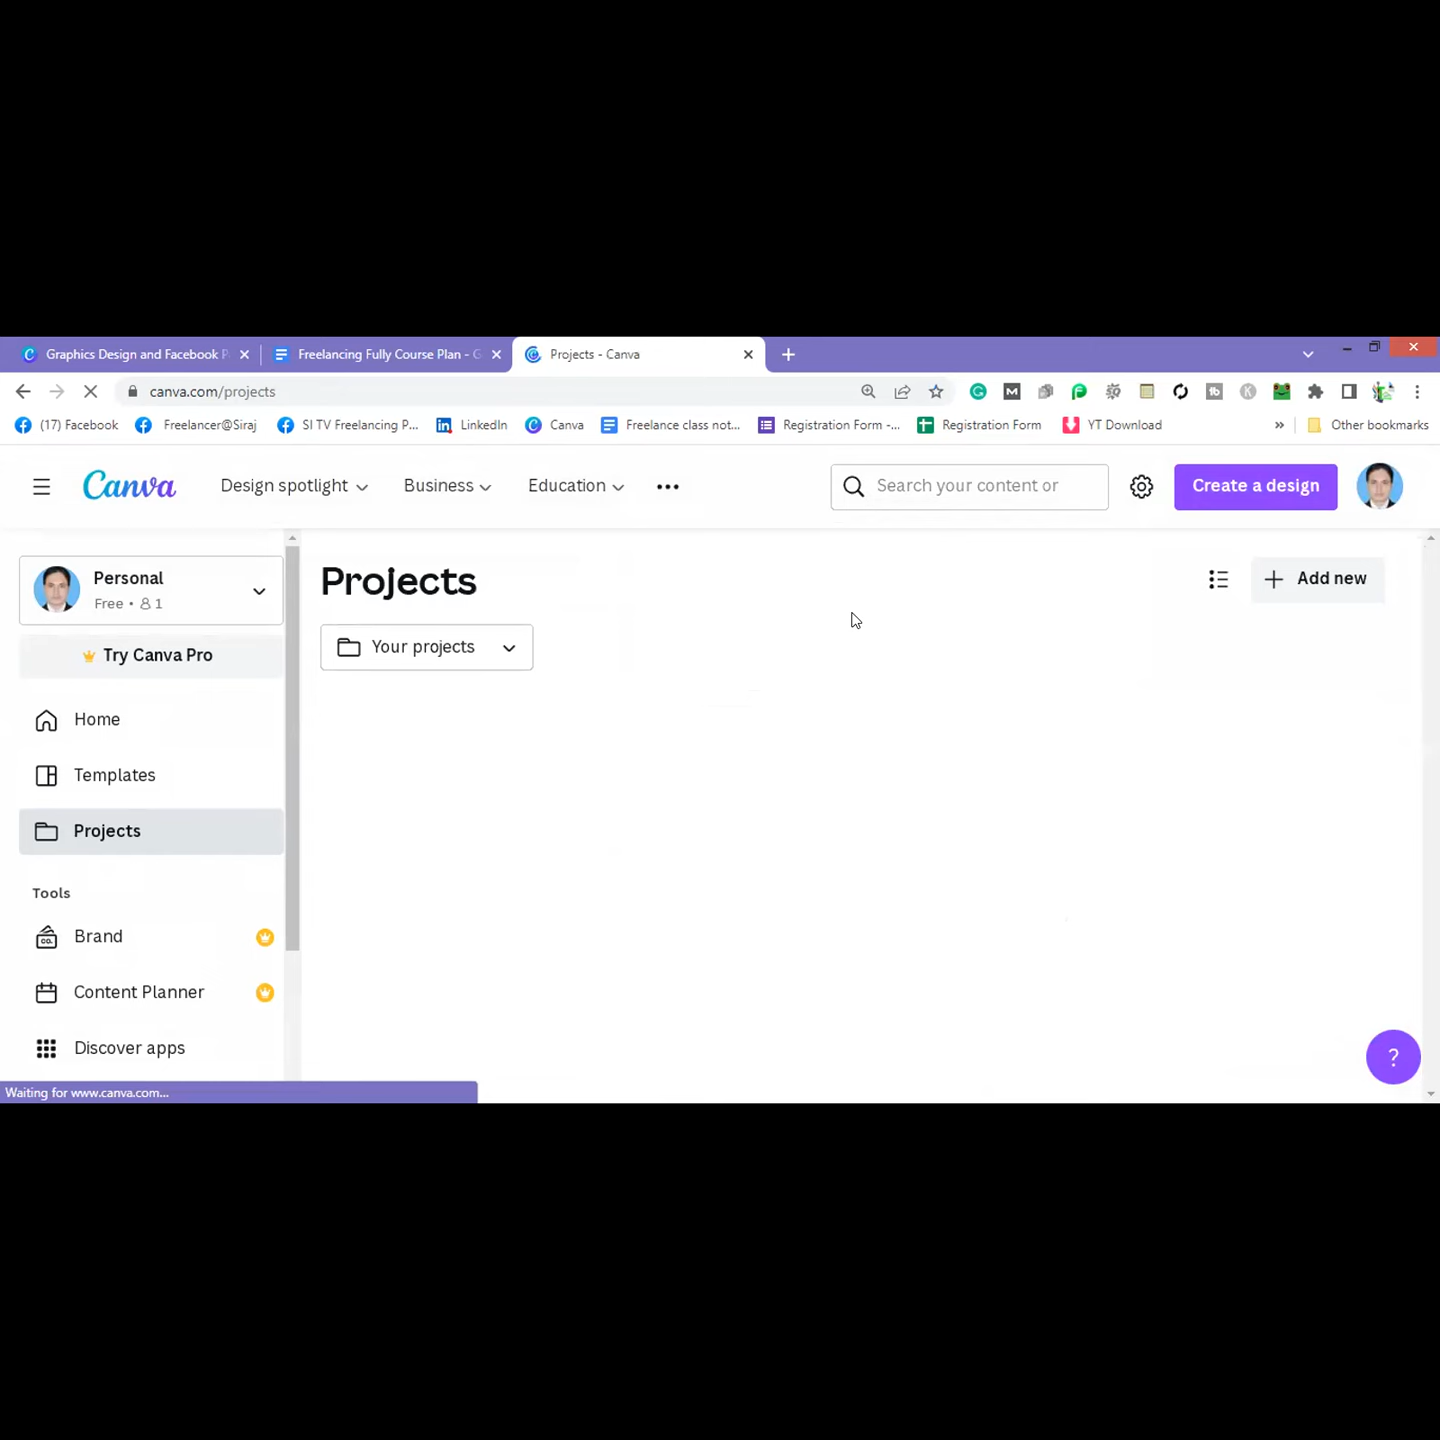 Graphics Design and Facebook P
Freelancing Fully Course Plan - G
Projects - Canva
canva.com/projects
(17) Facebook
Freelancer@Siraj
SI TV Freelancing P...
LinkedIn
Canva
Freelance class not...
Registration Form -...
Registration Form
YT Download
Other bookmarks
Canva
Design spotlight
Business
Education
Search your content or
Create a design
Personal
Free • 1
Try Canva Pro
Home
Templates
Projects
Tools
Brand
Content Planner
Discover apps
Projects
Add new
Your projects
?
Waiting for www.canva.com...